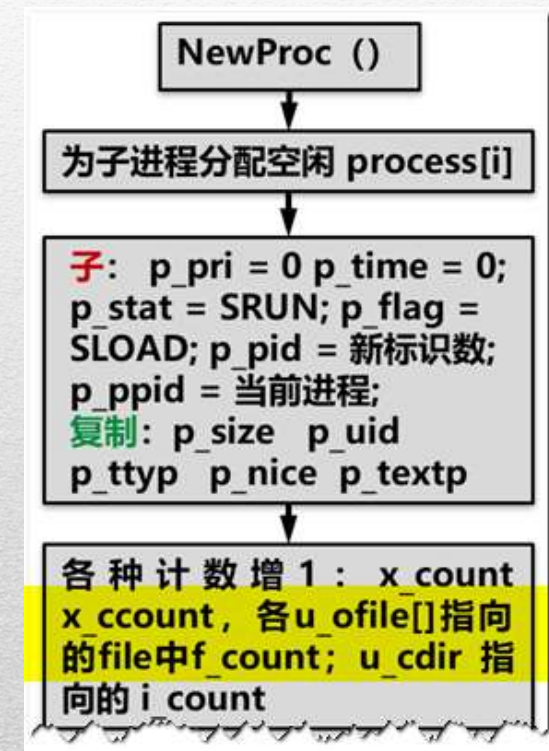 NewProc （）
为子进程分配空闲 process[i]
子： p_pri = 0 p_time = 0;
p_stat = SRUN; p_flag =
SLOAD; p_pid = 新标识数;
p_ppid = 当前进程;
复制：p_size p_uid
p_ttyp p_nice p_textp
各种计数增1： x_count
x_ccount，各u_ofile[]指向
的file中f_count；u_cdir 指
向的 i_count